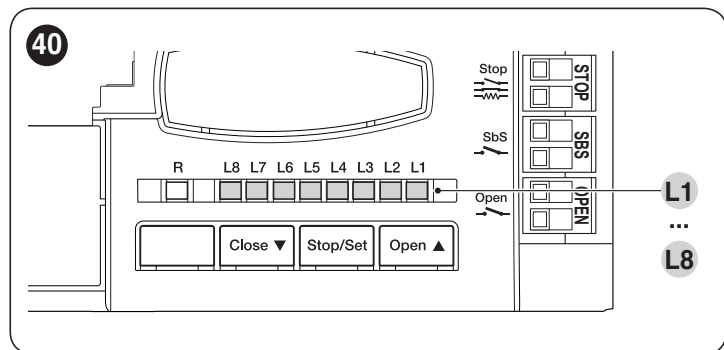 40
Stop
STOP
SbS
SBS
R L8 L7 L6 L5 L4 L3 L2 L1
Open
OPEN
L1
...
L8
Close ▼ Stop/Set Open ▲